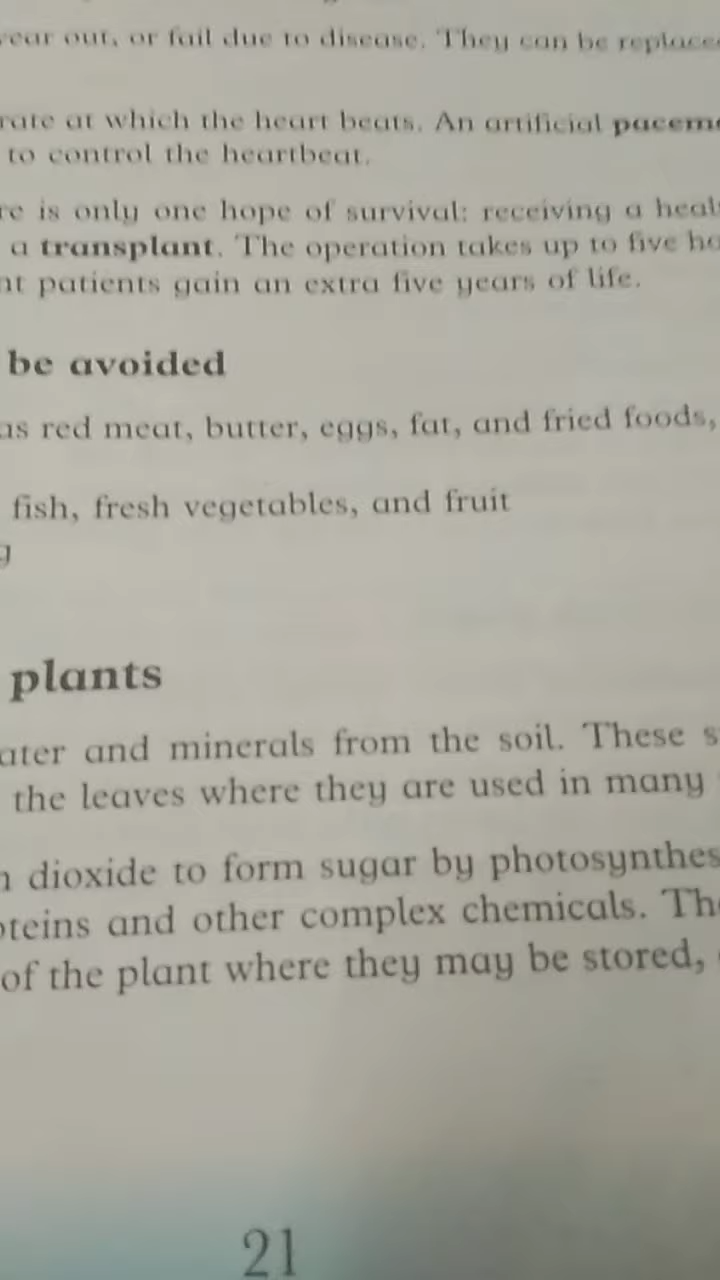 ear out, or fail due to disease. They can be replace
rate at which the heart beats. An artificial pacem
to control the heartbeat.
re is only one hope of survival: receiving a heal
a transplant. The operation takes up to five ho
nt patients gain an extra five years of life.
be avoided
as red meat, butter, eggs, fat, and fried foods,
fish, fresh vegetables, and fruit
g
plants
ater and minerals from the soil. These s
the leaves where they are used in many
n dioxide to form sugar by photosynthes
oteins and other complex chemicals. The
of the plant where they may be stored,
21